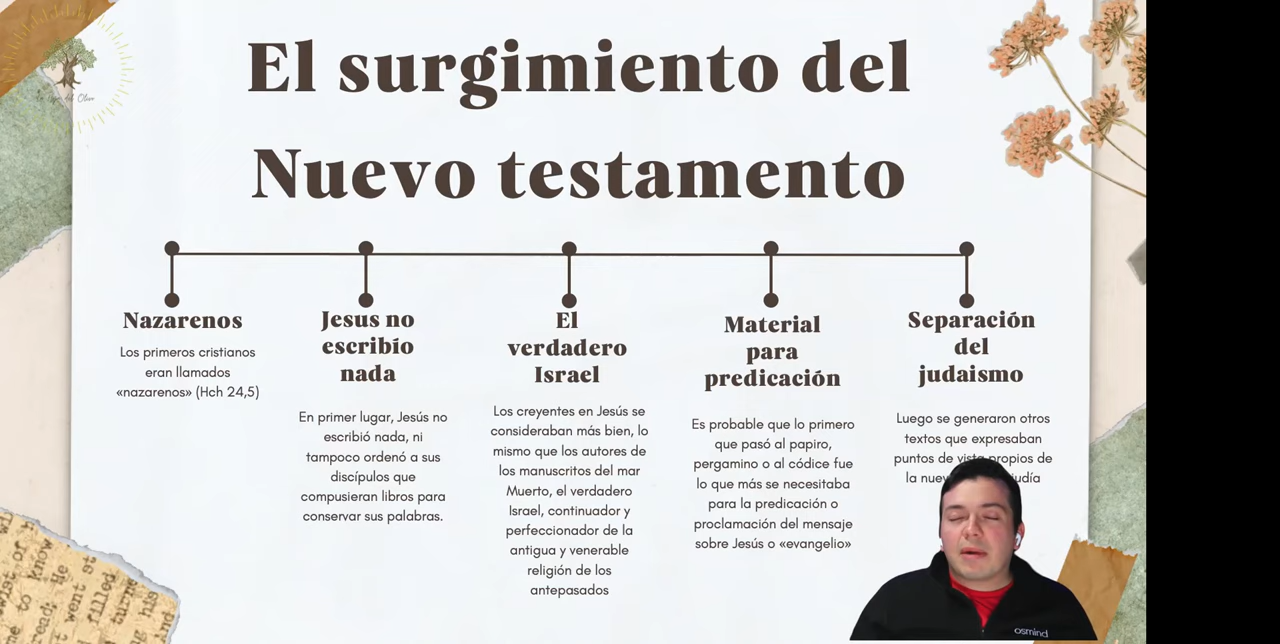 El surgimiento del
Nuevo testamento
Nazarenos
Los primeros cristianos
eran llamados
«nazarenos» (Hch 24,5)
Jesus no
escribío
nada
En primer lugar, Jesús no
escribió nada, ni
tampoco ordenó a sus
discípulos que
compusieran libros para
conservar sus palabras.
El
verdadero
Israel
Los creyentes en Jesús se
consideraban más bien, lo
mismo que los autores de
los manuscritos del mar
Muerto, el verdadero
Israel, continuador y
perfeccionador de la
antigua y venerable
religión de los
antepasados
Material
para
predicación
Es probable que lo primero
que pasó al papiro,
pergamino o al códice fue
lo que más se necesitaba
para la predicación o
proclamación del mensaje
sobre Jesús o «evangelio»
Separación
del
judaismo
Luego se generaron otros
textos que expresaban
puntos de vista propios de
la judía
osmind